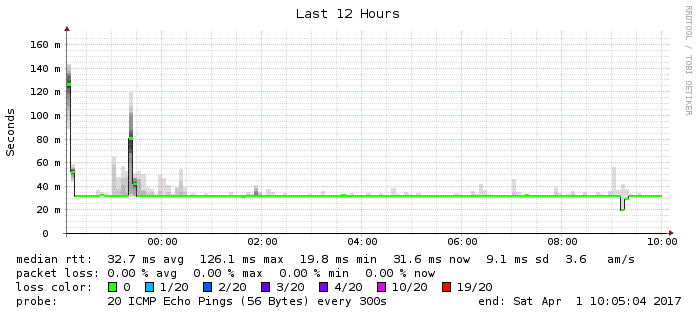 Last 12 Hours
RRDTOOL / TOBI OETIKER
Seconds
160 m
140 m
120 m
100 m
80 m
60 m
40 m
20 m
0
00:00 02:00 04:00 06:00 08:00 10:00
median rtt: 32.7 ms avg 126.1 ms max 19.8 ms min 31.6 ms now 9.1 ms sd 3.6 am/s
packet loss: 0.00 % avg 0.00 % max 0.00 % min 0.00 % now
loss color: 0 1/20 2/20 3/20 4/20 10/20 19/20
probe: 20 ICMP Echo Pings (56 Bytes) every 300s end: Sat Apr 1 10:05:04 2017